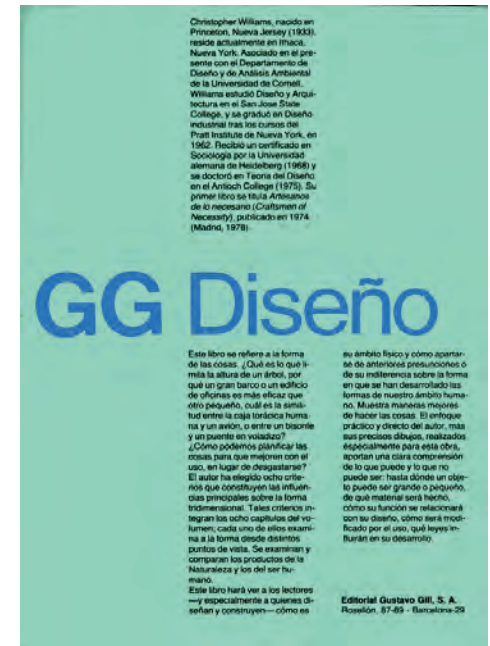 Christopher Williams, nacido en
Princeton, Nueva Jersey (1933),
reside actualmente en Ithaca,
Nueva York. Asociado en el pre-
sente con el Departamento de
Diseño y de Análisis Ambiental
de la Universidad de Cornell,
Williams estudió Diseño y Arqui-
tectura en el San Jose State
College, y se graduó en Diseño
industrial tras los cursos del
Pratt Institute de Nueva York, en
1962. Recibió un certificado en
Sociología por la Universidad
alemana de Heidelberg (1968) y
se doctoró en Teoría del Diseño
en el Antioch College (1975). Su
primer libro se titula Artesanos
de lo necesario (Craftsmen of
Necessity), publicado en 1974
(Madrid, 1978).
GG Diseño
Este libro se refiere a la forma
de las cosas. ¿Qué es lo que li-
mita la altura de un árbol, por
qué un gran barco o un edificio
de oficinas es más eficaz que
otro pequeño, cuál es la simili-
tud entre la caja torácica huma-
na y un avión, o entre un bisonte
y un puente en voladizo?
¿Cómo podemos planificar las
cosas para que mejoren con el
uso, en lugar de desgastarse?
El autor ha elegido ocho crite-
rios que constituyen las influen-
cias principales sobre la forma
tridimensional. Tales criterios in-
tegran los ocho capítulos del vo-
lumen; cada uno de ellos exami-
na a la forma desde distintos
puntos de vista. Se examinan y
comparan los productos de la
Naturaleza y los del ser hu-
mano.
Este libro hará ver a los lectores
—y especialmente a quienes di-
señan y construyen— cómo es
su ámbito físico y cómo apartar-
se de anteriores presunciones o
de su indiferencia sobre la forma
en que se han desarrollado las
formas de nuestro ámbito huma-
no. Muestra maneras mejores
de hacer las cosas. El enfoque
práctico y directo del autor, más
sus precisos dibujos, realizados
especialmente para esta obra,
aportan una clara comprensión
de lo que puede y lo que no
puede ser: hasta dónde un obje-
to puede ser grande o pequeño,
de qué material será hecho,
cómo su función se relacionará
con su diseño, cómo será modi-
ficado por el uso, qué leyes in-
fluirán en su desarrollo.
Editorial Gustavo Gili, S. A.
Rosellón, 87-89 - Barcelona-29